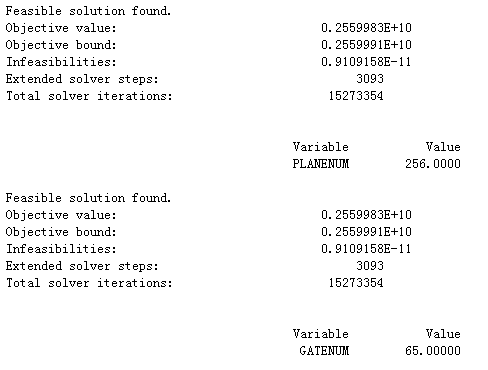 Feasible solution found.
Objective value: 0.2559983E+10
Objective bound: 0.2559991E+10
Infeasibilities: 0.9109158E-11
Extended solver steps: 3093
Total solver iterations: 15273354
Variable Value
PLANENUM 256.0000
Feasible solution found.
Objective value: 0.2559983E+10
Objective bound: 0.2559991E+10
Infeasibilities: 0.9109158E-11
Extended solver steps: 3093
Total solver iterations: 15273354
Variable Value
GATENUM 65.00000